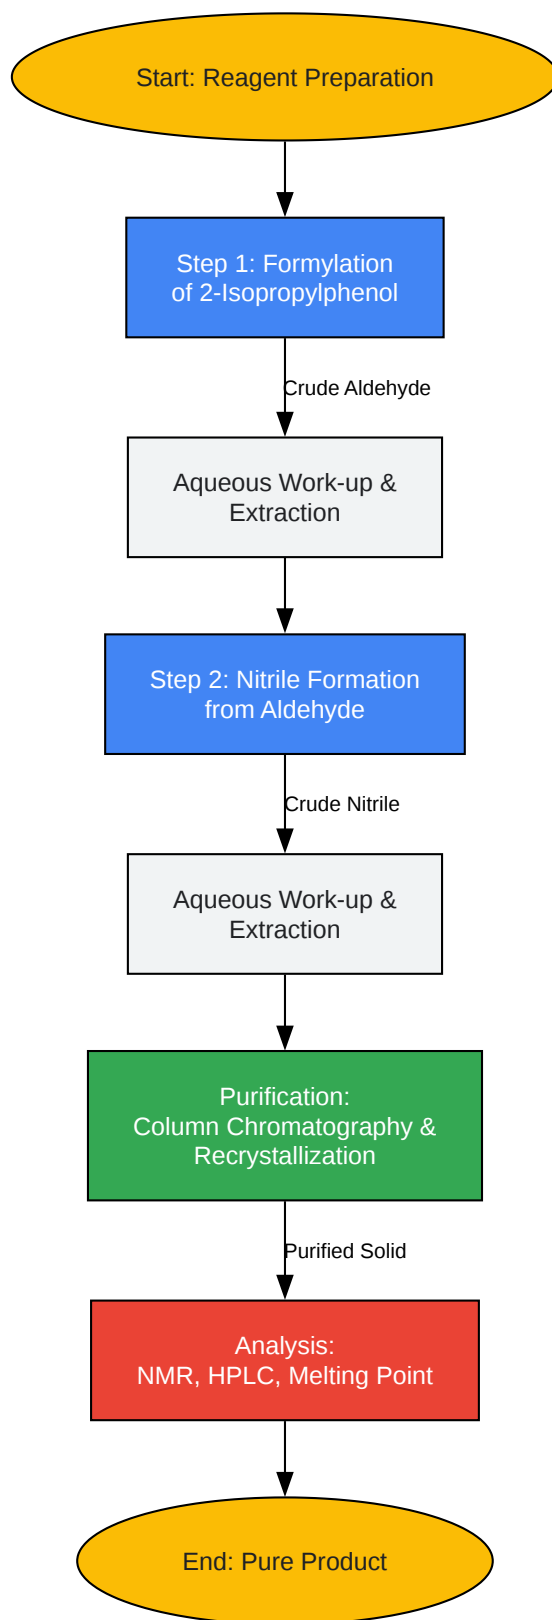 Start: Reagent Preparation
Step 1: Formylation
of 2-Isopropylphenol
Crude Aldehyde
Aqueous Work-up &
Extraction
Step 2: Nitrile Formation
from Aldehyde
Crude Nitrile
Aqueous Work-up &
Extraction
Purification:
Column Chromatography &
Recrystallization
Purified Solid
Analysis:
NMR, HPLC, Melting Point
End: Pure Product